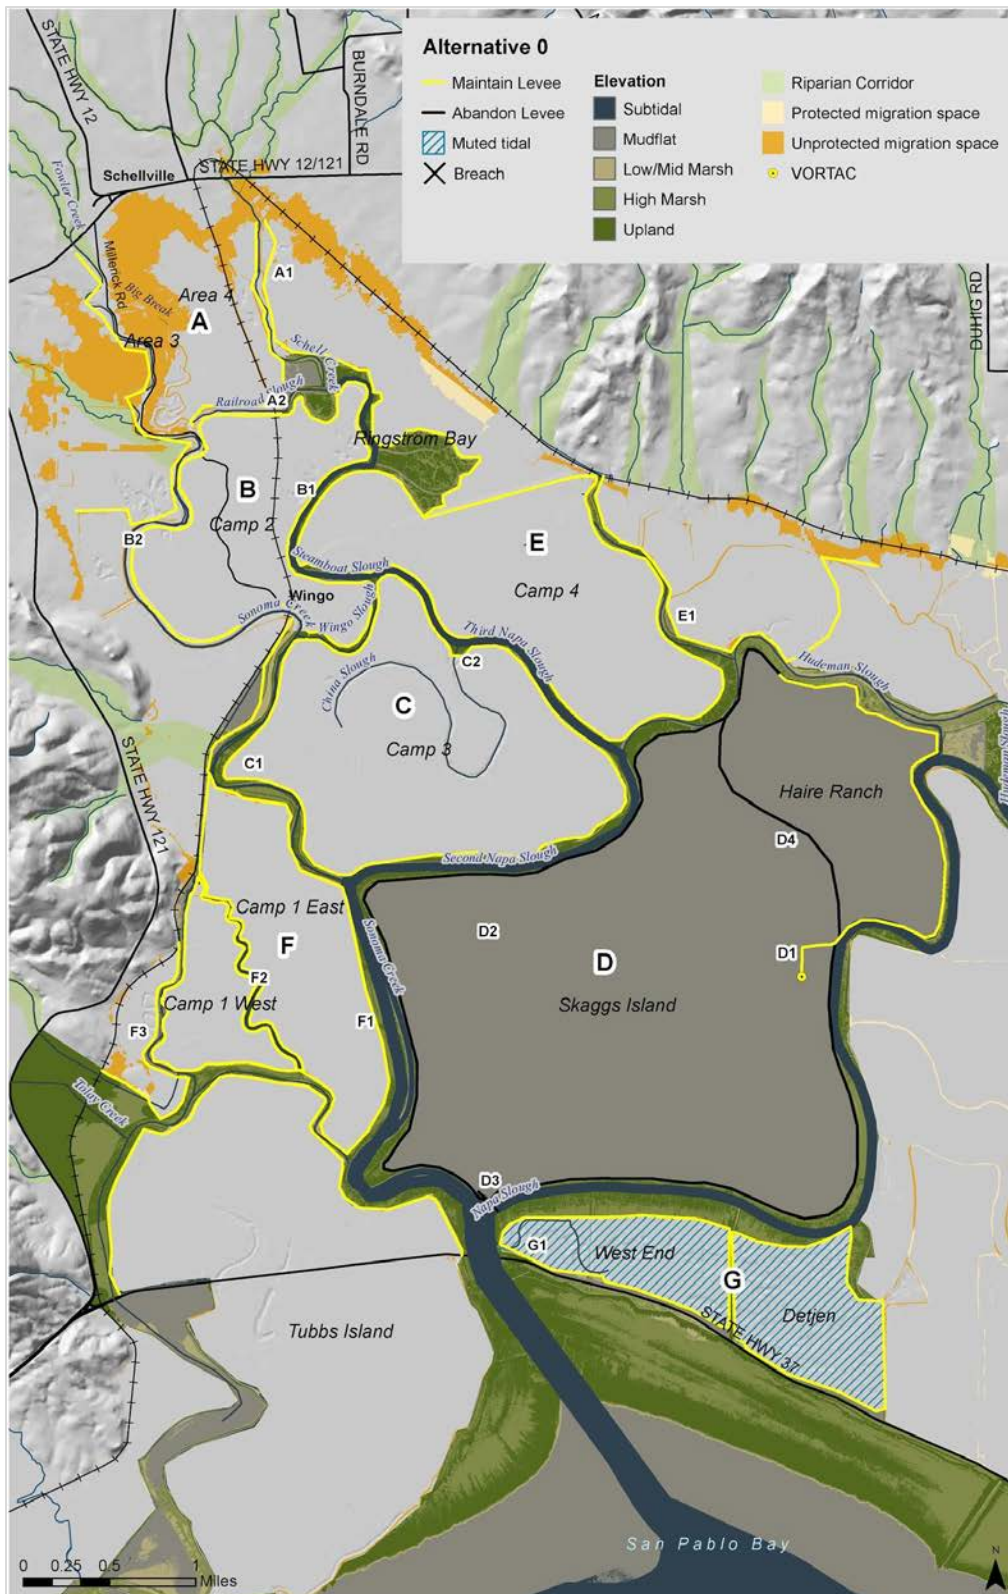 Alternative 0
Maintain Levee
Abandon Levee
Muted tidal
Breach
Elevation
Subtidal
Mudflat
Low/Mid Marsh
High Marsh
Upland
Riparian Corridor
Protected migration space
Unprotected migration space
VORTAC
STATE HWY 12
BURNDALE RD
STATE HWY 12/121
Schellville
Fowler Creek
Millerick Rd
Big Break
Area 4
A1
A
Area 3
DUHIG RD
Schell Creek
Railroad Slough
A2
Ringstrom Bay
B
B1
Camp 2
B2
E
Steamboat Slough
Camp 4
Wingo
Sonoma Creek
Wingo Slough
E1
Third Napa Slough
C2
Hudeman Slough
China Slough
C
Camp 3
C1
Hudeman Slough
STATE HWY 121
Haire Ranch
D4
Second Napa Slough
Camp 1 East
D2
Sonoma Creek
D1
F
D
F2
Camp 1 West
Skaggs Island
F1
F3
Tolay Creek
D3
Napa Slough
G1
West End
G
Detjen
STATE HWY 37
Tubbs Island
San Pablo Bay
N
0 0.25 0.5 1
Miles